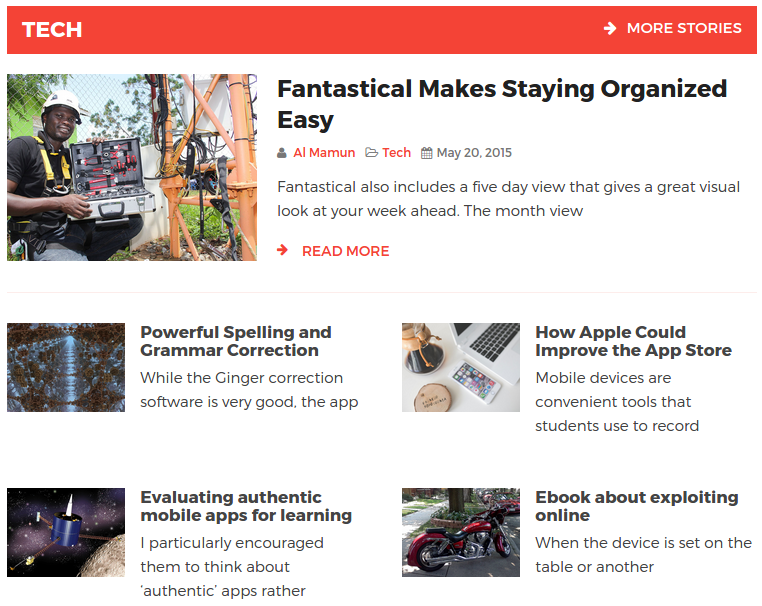 TECH
MORE STORIES
Fantastical Makes Staying Organized
Easy
Al Mamun Tech May 20, 2015
Fantastical also includes a five day view that gives a great visual
look at your week ahead. The month view
READ MORE
Powerful Spelling and
Grammar Correction
While the Ginger correction
software is very good, the app
How Apple Could
Improve the App Store
Mobile devices are
convenient tools that
students use to record
Evaluating authentic
mobile apps for learning
I particularly encouraged
them to think about
‘authentic’ apps rather
Ebook about exploiting
online
When the device is set on the
table or another